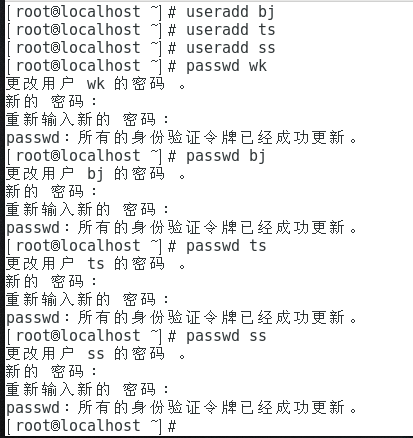 [root@localhost ~]# useradd bj
[root@localhost ~]# useradd ts
[root@localhost ~]# useradd ss
[root@localhost ~]# passwd wk
更改用户 wk 的密码 。
新的 密码：
重新输入新的 密码：
passwd：所有的身份验证令牌已经成功更新。
[root@localhost ~]# passwd bj
更改用户 bj 的密码 。
新的 密码：
重新输入新的 密码：
passwd：所有的身份验证令牌已经成功更新。
[root@localhost ~]# passwd ts
更改用户 ts 的密码 。
新的 密码：
重新输入新的 密码：
passwd：所有的身份验证令牌已经成功更新。
[root@localhost ~]# passwd ss
更改用户 ss 的密码 。
新的 密码：
重新输入新的 密码：
passwd：所有的身份验证令牌已经成功更新。
[root@localhost ~]#